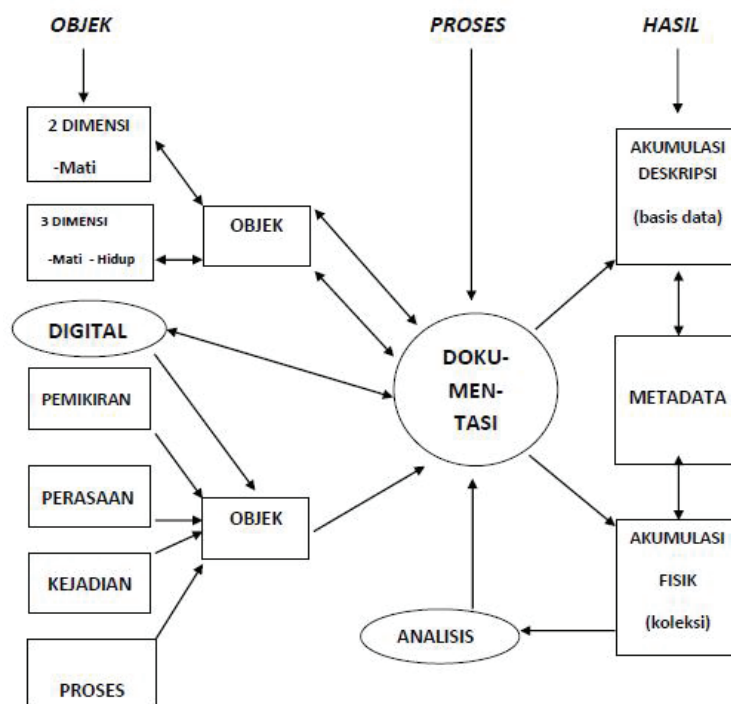 OBJEK
PROSES
HASIL
2 DIMENSI
-Mati
3 DIMENSI
-Mati - Hidup
OBJEK
DIGITAL
PEMIKIRAN
PERASAAN
KEJADIAN
PROSES
OBJEK
DOKU-
MEN-
TASI
ANALISIS
AKUMULASI
DESKRIPSI
(basis data)
METADATA
AKUMULASI
FISIK
(koleksi)